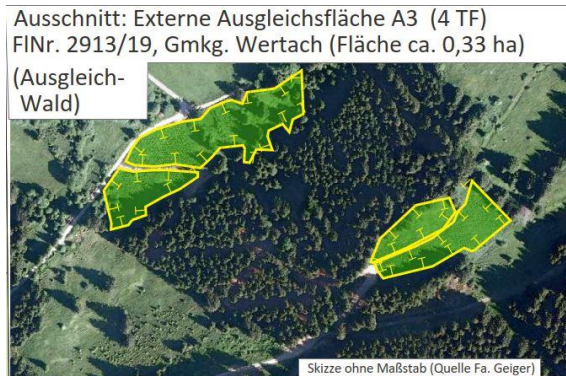 Ausschnitt: Externe Ausgleichsfläche A3 (4 TF)
FlNr. 2913/19, Gmkg. Wertach (Fläche ca. 0,33 ha)
(Ausgleich-
Wald)
Skizze ohne Maßstab (Quelle Fa. Geiger)